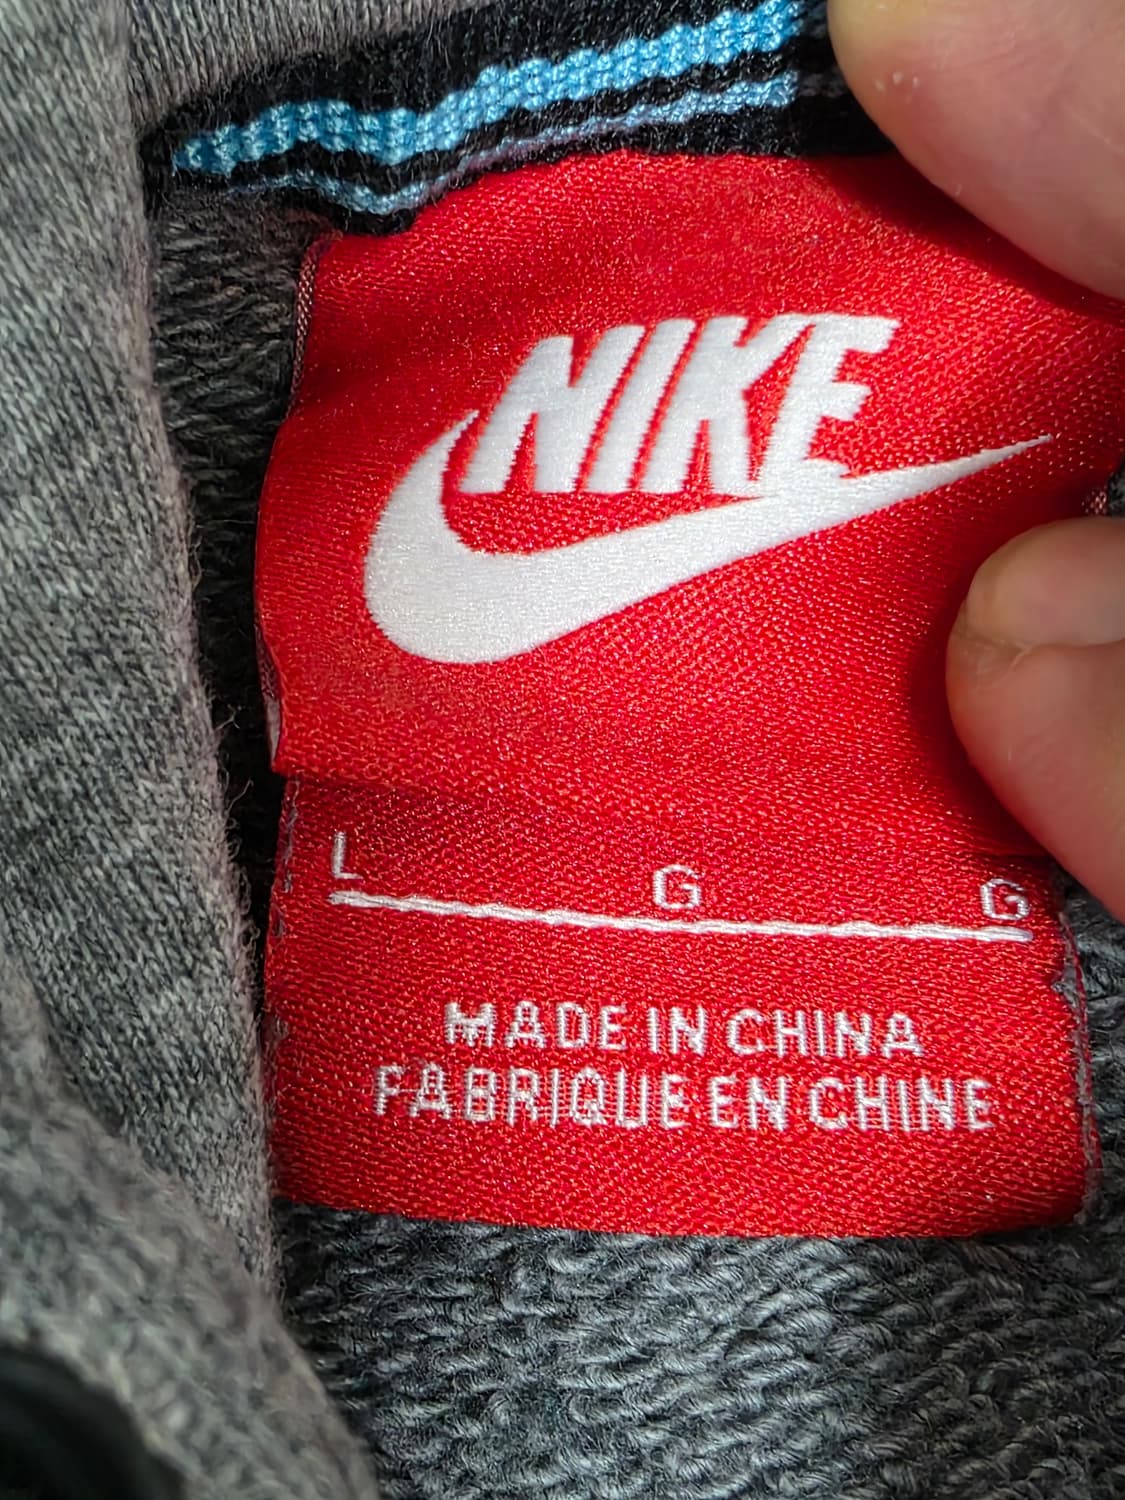 NIKE
L G G
MADE IN CHINA
FABRIQUE EN CHINE